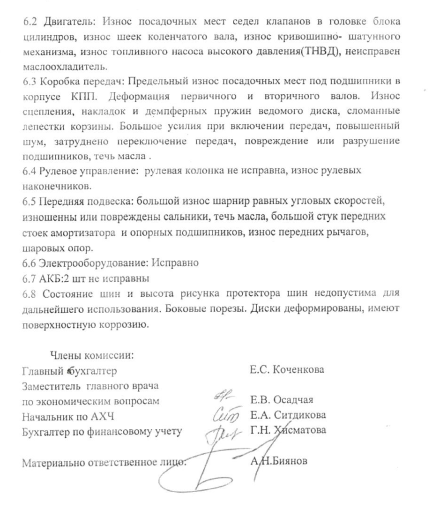 6.2 Двигатель: Износ посадочных мест седел клапанов в головке блока
цилиндров, износ шеек коленчатого вала, износ кривошипно- шатунного
механизма, износ топливного насоса высокого давления(ТНВД), неисправен
маслоохладитель.
6.3 Коробка передач: Предельный износ посадочных мест под подшипники в
корпусе КПП. Деформация первичного и вторичного валов. Износ
сцепления, накладок и демпферных пружин ведомого диска, сломанные
лепестки корзины. Большое усилия при включении передач, повышенный
шум, затруднено переключение передач, повреждение или разрушение
подшипников, течь масла .
6.4 Рулевое управление: рулевая колонка не исправна, износ рулевых
наконечников.
6.5 Передняя подвеска: большой износ шарнир равных угловых скоростей,
изношенны или повреждены сальники, течь масла, большой стук передних
стоек амортизатора и опорных подшипников, износ передних рычагов,
шаровых опор.
6.6 Электрооборудование: Исправно
6.7 АКБ:2 шт не исправны
6.8 Состояние шин и высота рисунка протектора шин недопустима для
дальнейшего использования. Боковые порезы. Диски деформированы, имеют
поверхностную коррозию.
Члены комиссии:
Главный бухгалтер Е.С. Коченкова
Заместитель главного врача
по экономическим вопросам Е.В. Осадчая
Начальник по АХЧ Е.А. Ситдикова
Бухгалтер по финансовому учету Г.Н. Хисматова
Материально ответственное лицо: А.Н.Биянов